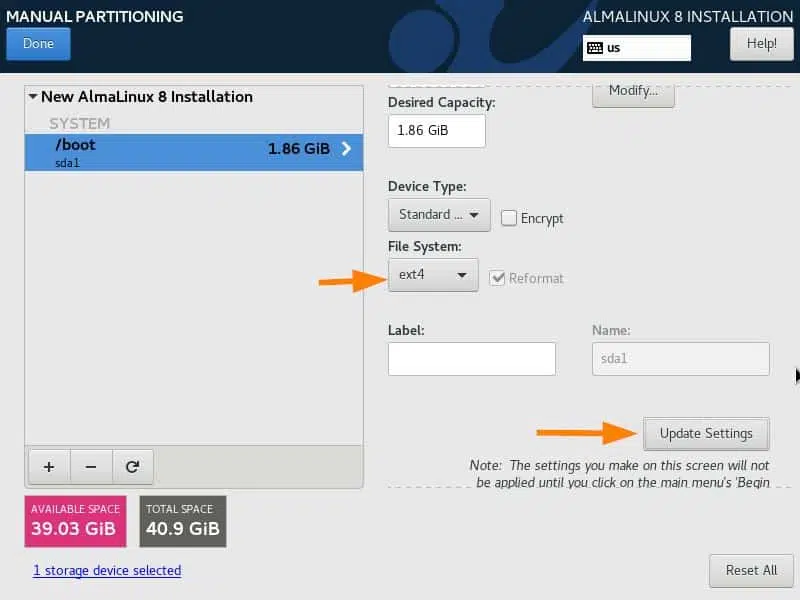 MANUAL PARTITIONING
ALMALINUX 8 INSTALLATION
Done
us
Help!
New AlmaLinux 8 Installation
SYSTEM
/boot
1.86 GiB
sda1
Modify...
Desired Capacity:
1.86 GiB
Device Type:
Standard ...
Encrypt
File System:
ext4
Reformat
Label:
Name:
sda1
Update Settings
Note: The settings you make on this screen will not
be applied until you click on the main menu's 'Begin
+
−
AVAILABLE SPACE
39.03 GiB
TOTAL SPACE
40.9 GiB
1 storage device selected
Reset All